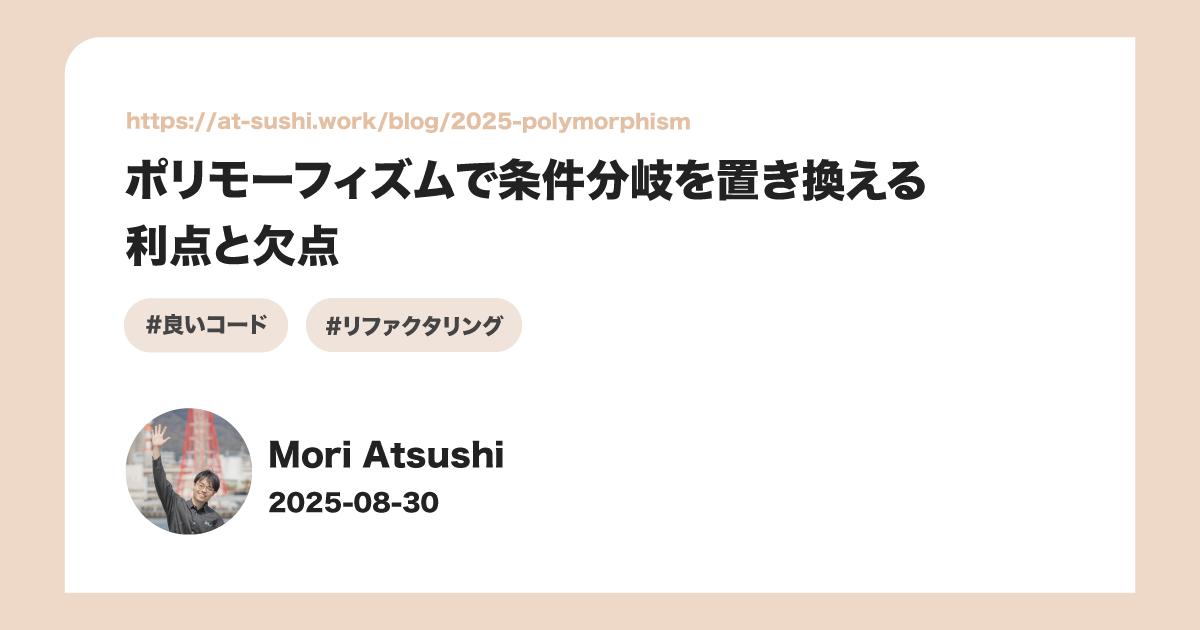 https://at-sushi.work/blog/2025-polymorphism
ポリモーフィズムで条件分岐を置き換える
利点と欠点
#良いコード
#リファクタリング
Mori Atsushi
2025-08-30